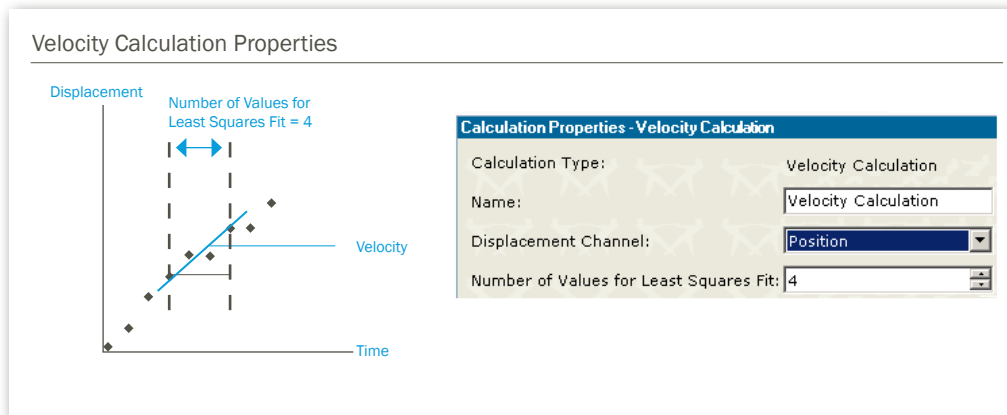 Velocity Calculation Properties
Displacement
Number of Values for
Least Squares Fit = 4
Velocity
Time
Calculation Properties - Velocity Calculation
Calculation Type: Velocity Calculation
Name: Velocity Calculation
Displacement Channel: Position
Number of Values for Least Squares Fit: 4